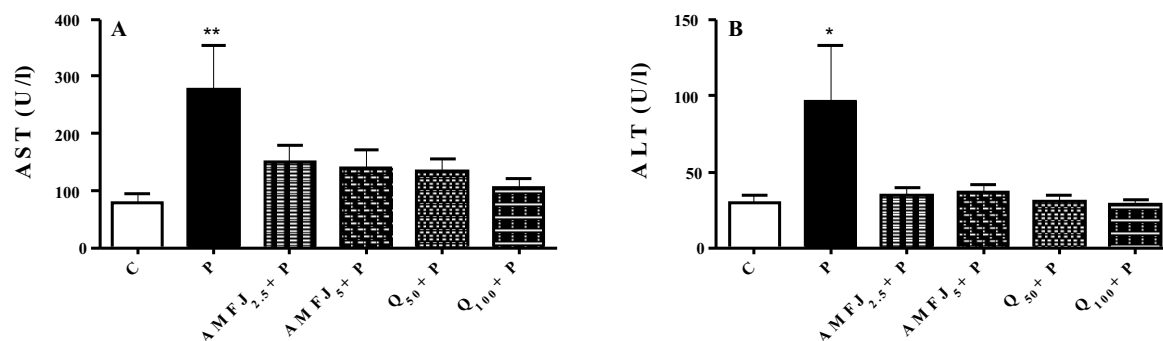 A
AST (U/l)
400
300
200
100
0
**
C
P
AMFJ2.5+ P
AMFJ5+ P
Q50+ P
Q100+ P
B
ALT (U/l)
150
100
50
0
*
C
P
AMFJ2.5+ P
AMFJ5+ P
Q50+ P
Q100+ P